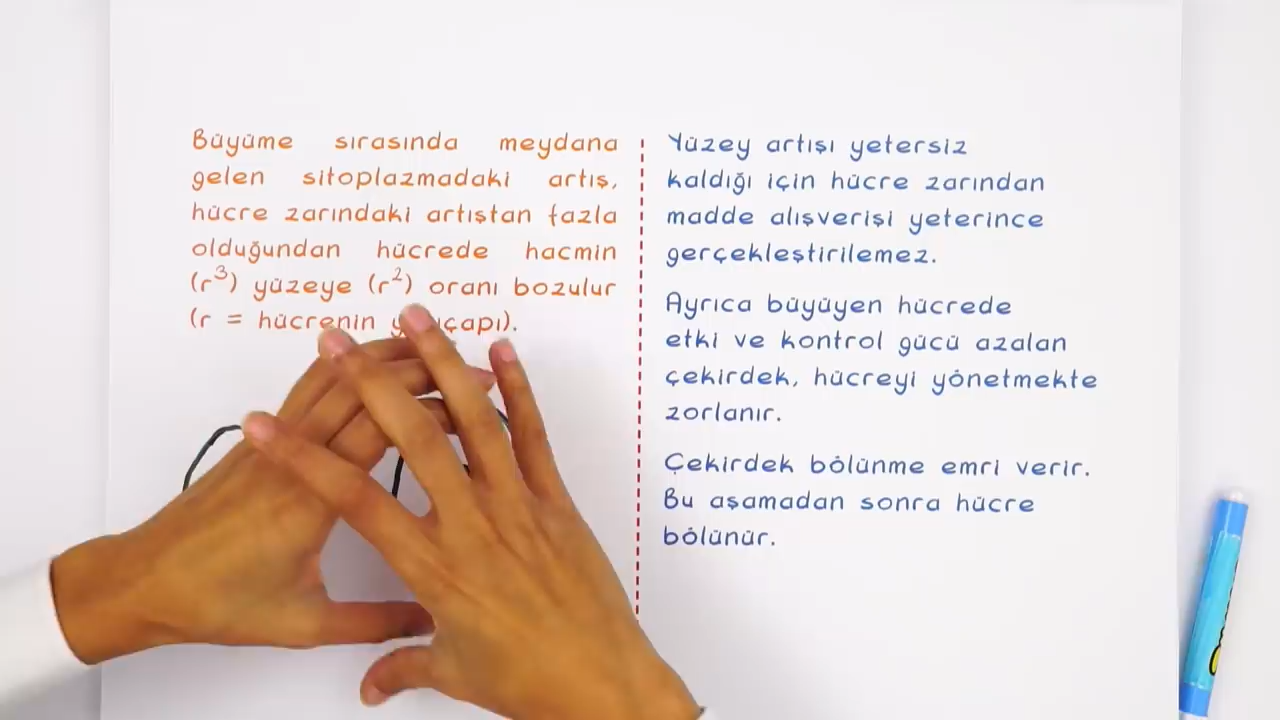 Büyüme sırasında meydana
gelen sitoplazmadaki artış,
hücre zarındaki artıştan fazla
olduğundan hücrede hacmin
(r³) yüzeye (r²) oranı bozulur
(r = hücrenin
Yüzey artışı yetersiz
kaldığı için hücre zarından
madde alışverişi yeterince
gerçekleştirilemez.
Ayrıca büyüyen hücrede
etki ve kontrol gücü azalan
çekirdek, hücreyi yönetmekte
zorlanır.
Çekirdek bölünme emri verir.
Bu aşamadan sonra hücre
bölünür.